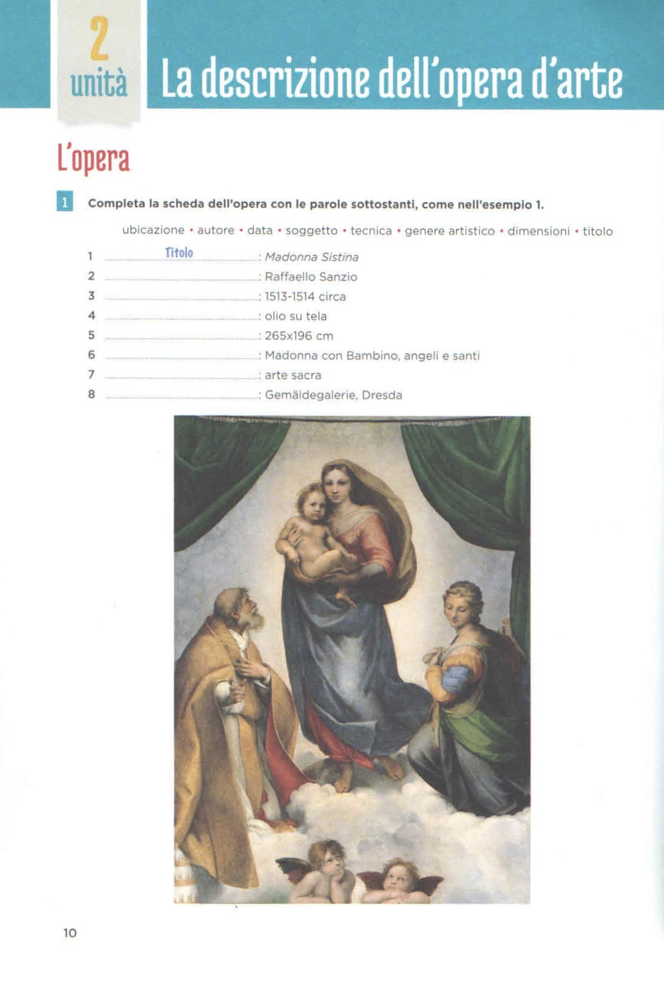 2
unità
La descrizione dell'opera d'arte
L'opera
1 Completa la scheda dell'opera con le parole sottostanti, come nell'esempio 1.
ubicazione • autore • data • soggetto • tecnica • genere artistico • dimensioni • titolo
1 Titolo : Madonna Sistina
2 : Raffaello Sanzio
3 : 1513-1514 circa
4 : olio su tela
5 : 265x196 cm
6 : Madonna con Bambino, angeli e santi
7 : arte sacra
8 : Gemäldegalerie, Dresda
10